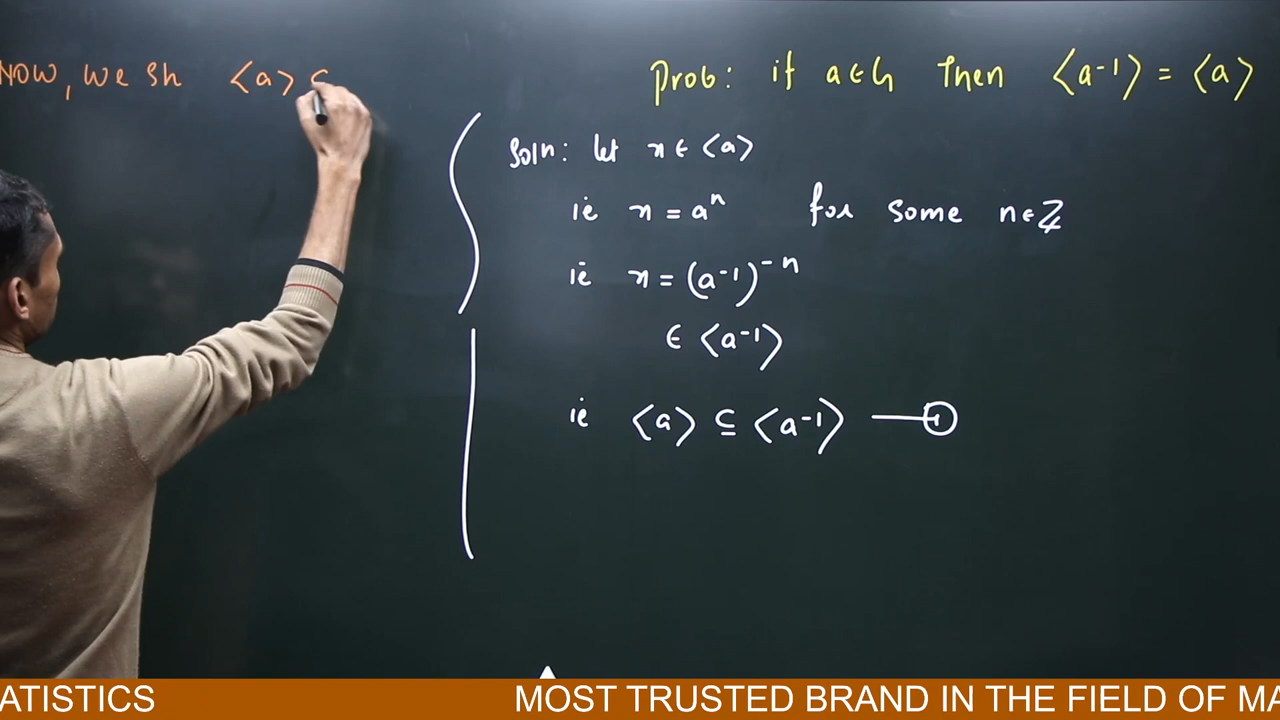 Now, we sh <a> ⊂
Prob: if a∈G Then <a-1> = <a>
Soln: let x ∈ <a>
ie x = aⁿ for some n∈ℤ
ie x = (a-1)⁻ⁿ
∈ <a-1>
ie <a> ⊆ <a-1> —①
ATISTICS MOST TRUSTED BRAND IN THE FIELD OF MA